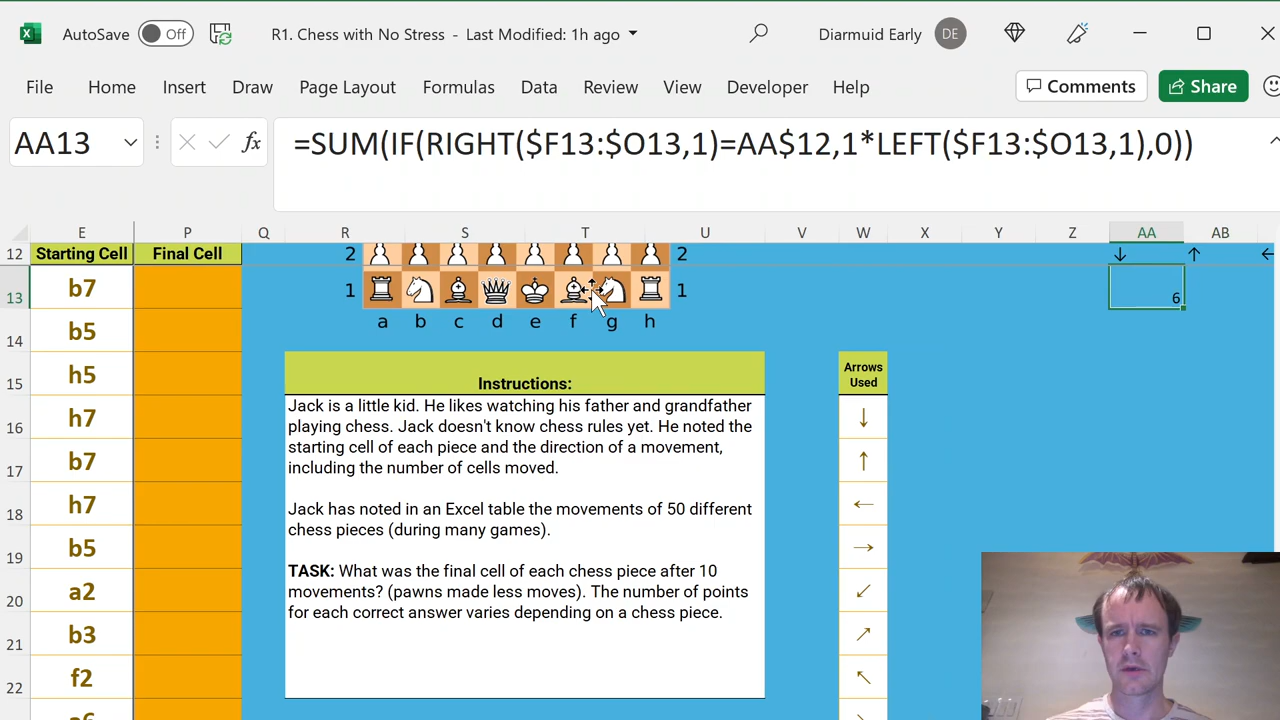 AutoSave Off R1. Chess with No Stress - Last Modified: 1h ago Diarmuid Early DE
File Home Insert Draw Page Layout Formulas Data Review View Developer Help Comments Share
AA13 fx =SUM(IF(RIGHT($F13:$O13,1)=AA$12,1*LEFT($F13:$O13,1),0))
E P Q R S T U V W X Y Z AA AB
12 Starting Cell Final Cell 2 2 ↓ ↑ ←
13 b7 1 1 6
a b c d e f g h
14 b5
15 h5 Instructions: Arrows
Used
16 h7 ↓
17 b7 ↑
18 h7 ←
19 b5 →
20 a2 ↙
21 b3 ↗
22 f2 ↖
Jack is a little kid. He likes watching his father and grandfather
playing chess. Jack doesn't know chess rules yet. He noted the
starting cell of each piece and the direction of a movement,
including the number of cells moved.
Jack has noted in an Excel table the movements of 50 different
chess pieces (during many games).
TASK: What was the final cell of each chess piece after 10
movements? (pawns made less moves). The number of points
for each correct answer varies depending on a chess piece.